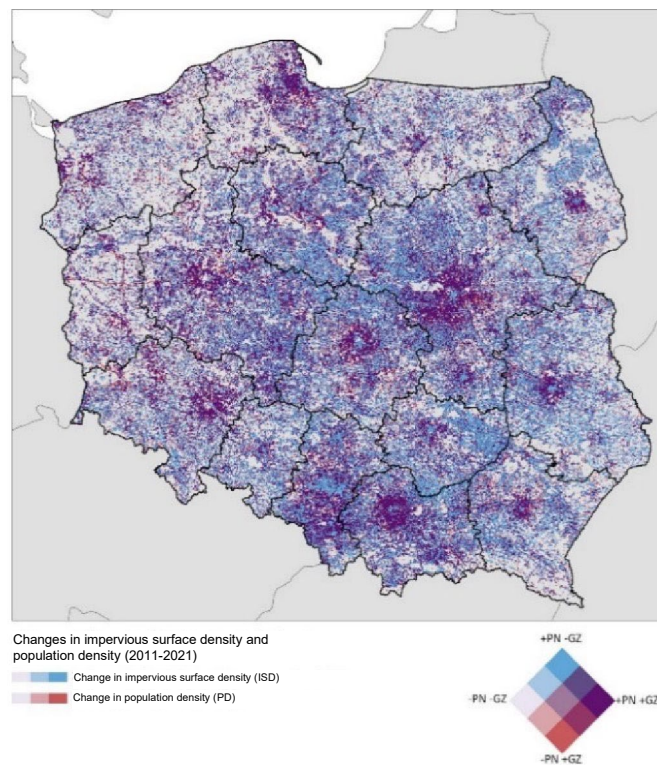 Changes in impervious surface density and
population density (2011-2021)
Change in impervious surface density (ISD)
Change in population density (PD)
+PN -GZ
-PN -GZ
+PN +GZ
-PN +GZ